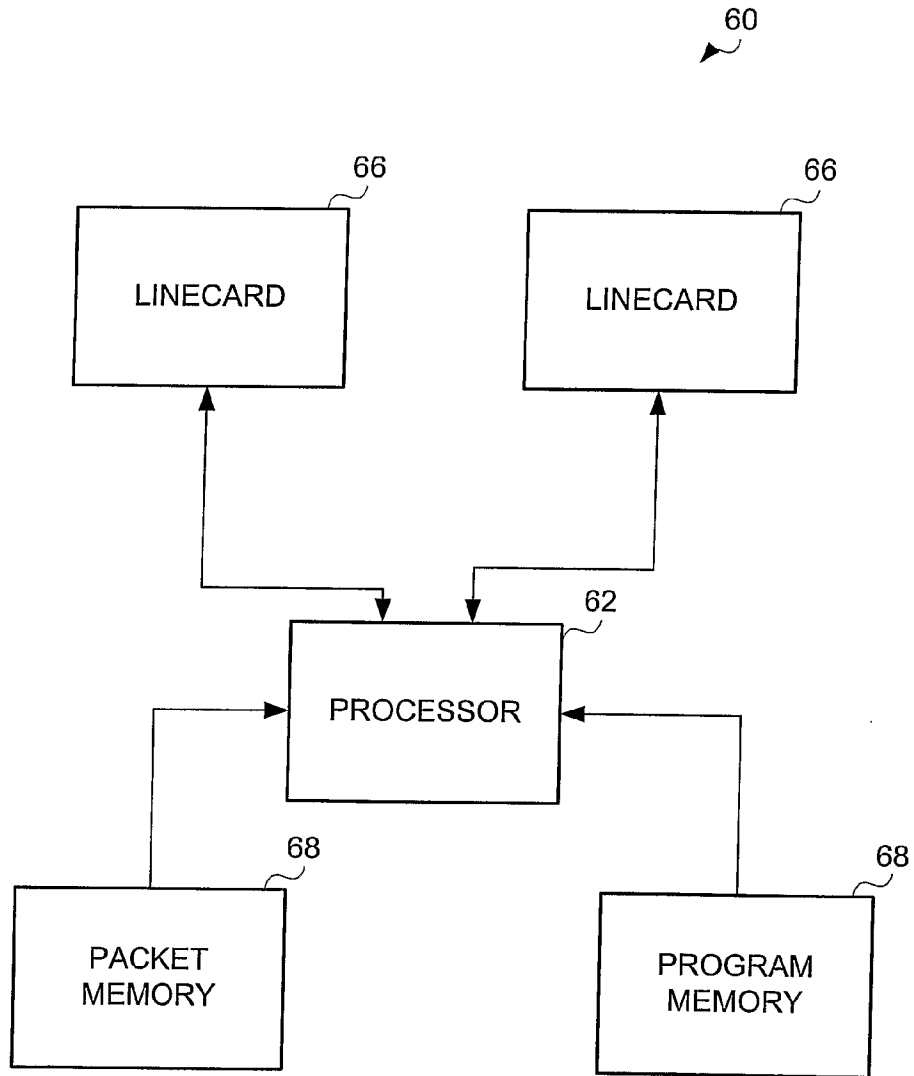 60
66
66
LINECARD
LINECARD
62
PROCESSOR
68
68
PACKET
MEMORY
PROGRAM
MEMORY